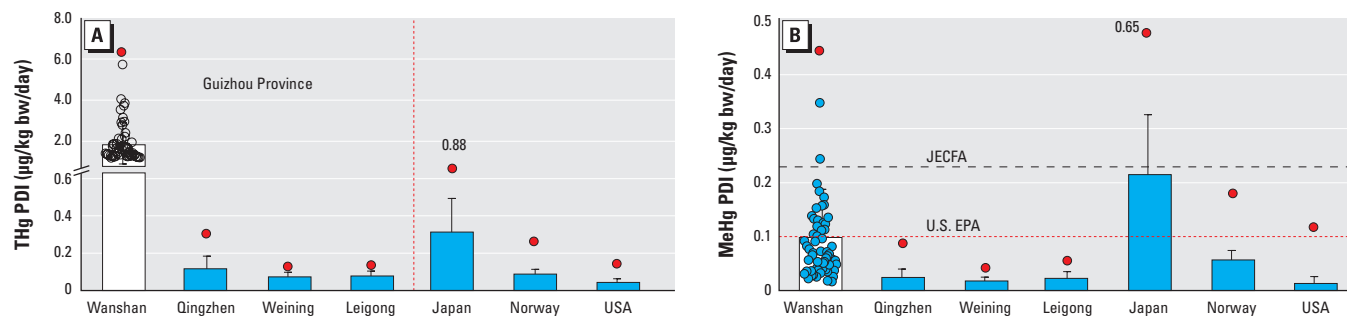 A
THg PDI (µg/kg bw/day)
8.0
6.0
4.0
2.0
0.6
0.4
0.2
0
Guizhou Province
0.88
Wanshan Qingzhen Weining Leigong Japan Norway USA
B
MeHg PDI (µg/kg bw/day)
0.5
0.4
0.3
0.2
0.1
0
0.65
JECFA
U.S. EPA
Wanshan Qingzhen Weining Leigong Japan Norway USA